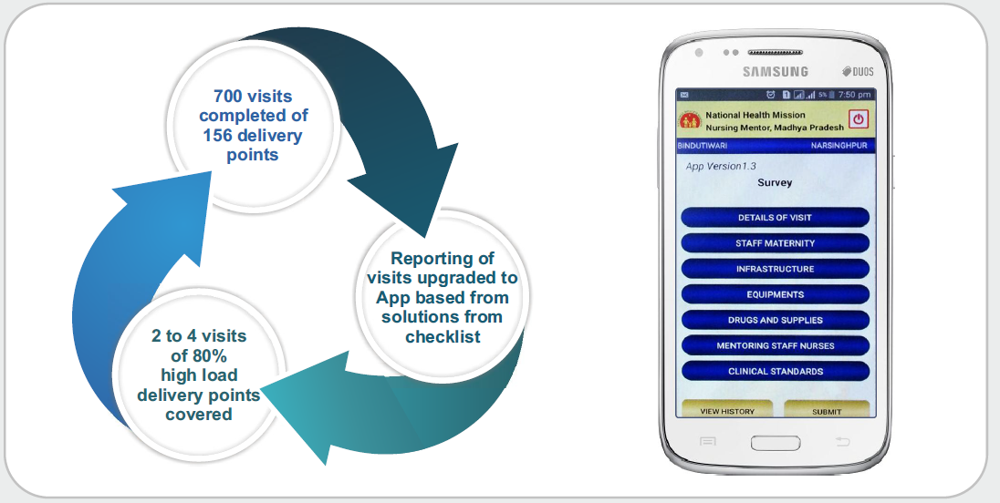 700 visits
completed of
156 delivery
points
Reporting of
visits upgraded to
App based from
solutions from
checklist
2 to 4 visits
of 80%
high load
delivery points
covered
SAMSUNG
DUOS
1
5% 7:50 pm
National Health Mission
Nursing Mentor, Madhya Pradesh
BINDUTIWARI NARSINGHPUR
App Version1.3
Survey
DETAILS OF VISIT
STAFF MATERNITY
INFRASTRUCTURE
EQUIPMENTS
DRUGS AND SUPPLIES
MENTORING STAFF NURSES
CLINICAL STANDARDS
VIEW HISTORY SUBMIT